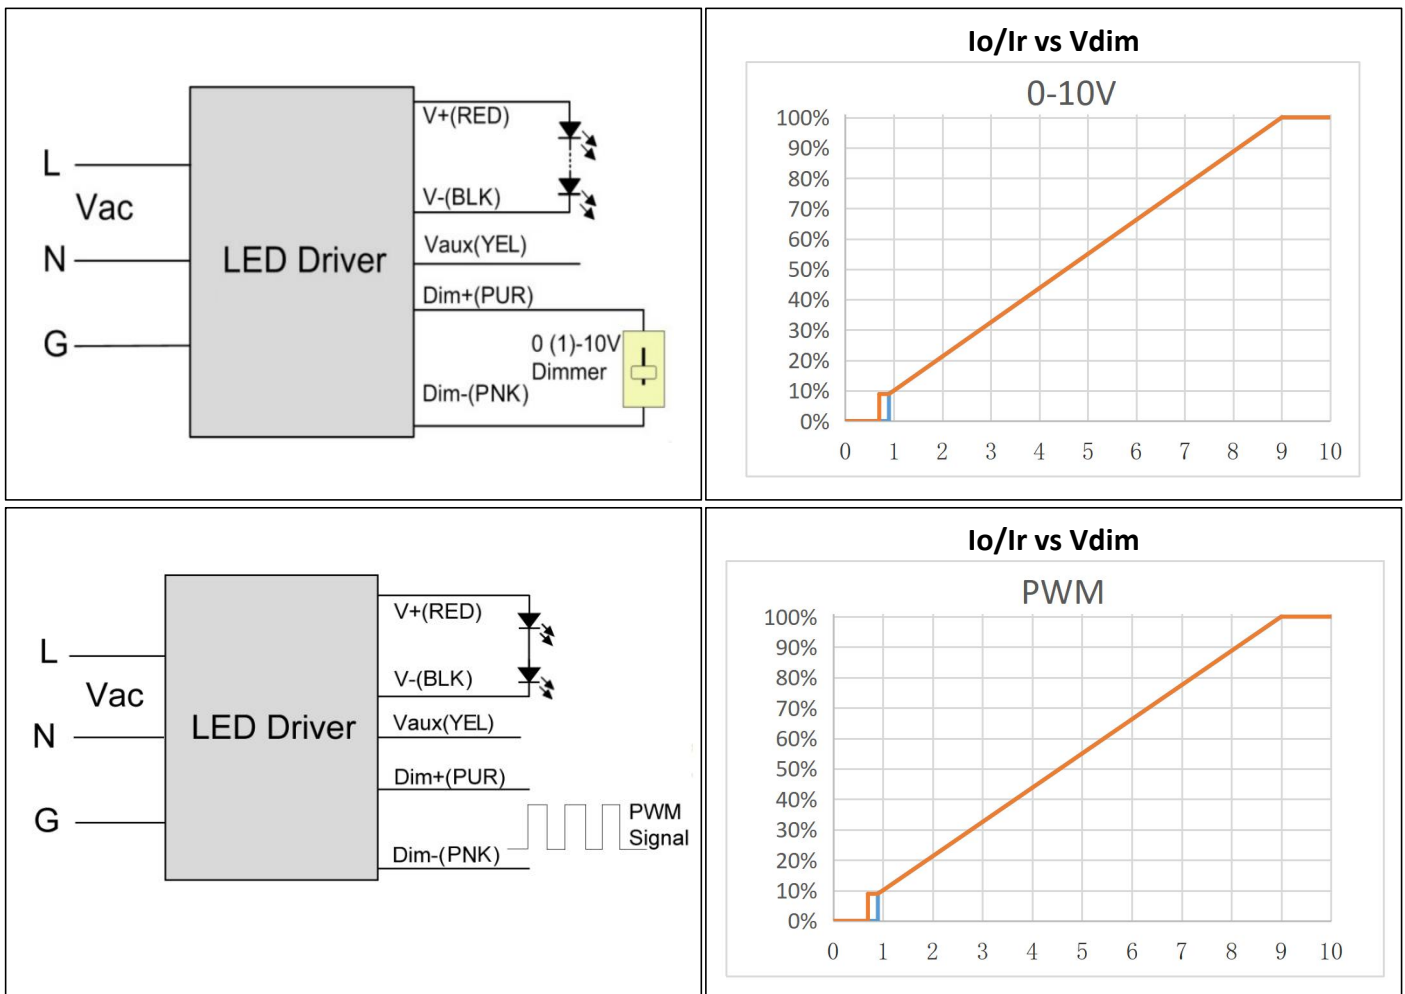 V+(RED)
L
Vac
V-(BLK)
N
LED Driver
Vaux(YEL)
Dim+(PUR)
G
0 (1)-10V
Dimmer
Dim-(PNK)
Io/Ir vs Vdim
0-10V
100%
90%
80%
70%
60%
50%
40%
30%
20%
10%
0%
0 1 2 3 4 5 6 7 8 9 10
V+(RED)
L
V-(BLK)
Vac
N
LED Driver
Vaux(YEL)
Dim+(PUR)
G
PWM
Signal
Dim-(PNK)
Io/Ir vs Vdim
PWM
100%
90%
80%
70%
60%
50%
40%
30%
20%
10%
0%
0 1 2 3 4 5 6 7 8 9 10